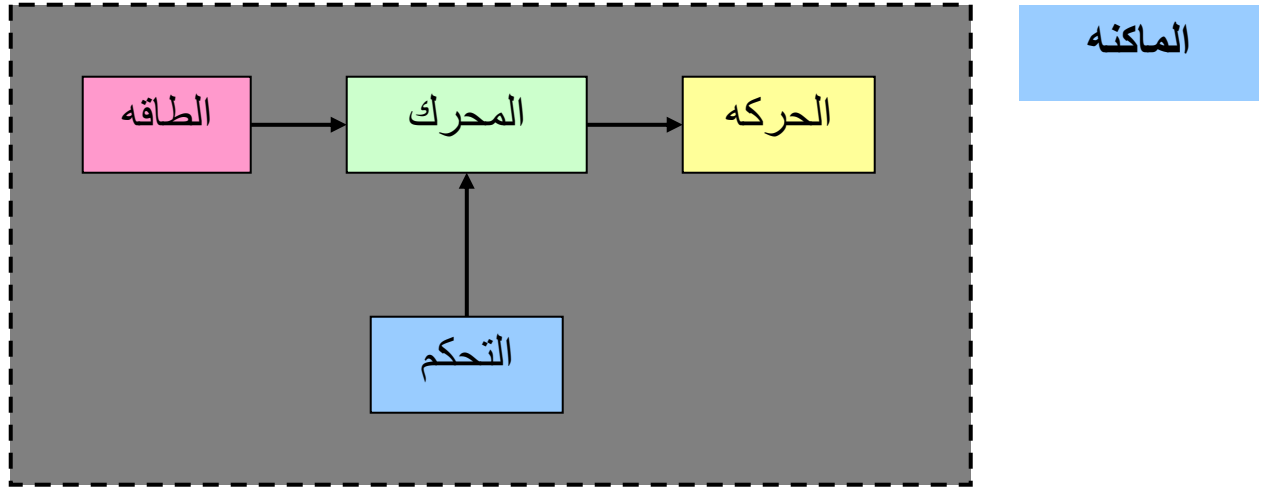 الماكنه
الحركه
المحرك
الطاقه
التحكم